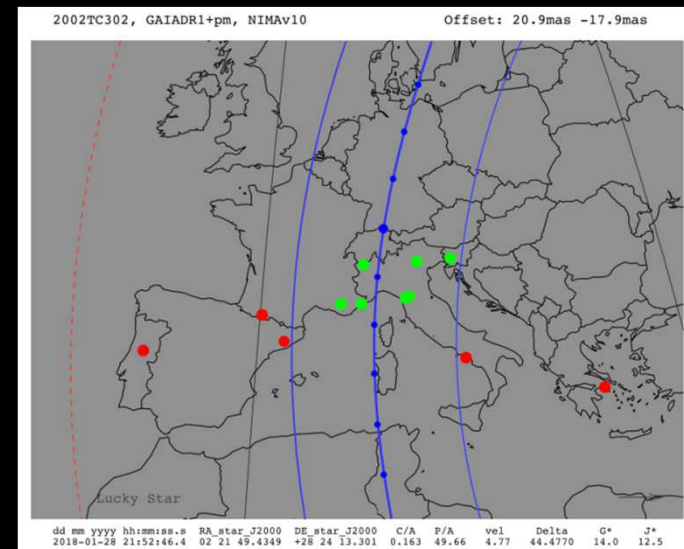 2002TC302, GAIADR1+pm, NIMAv10 Offset: 20.9mas -17.9mas
Lucky Star
dd mm yyyy hh:mm:ss.s RA_star_J2000 DE_star_J2000 C/A P/A vel Delta G* J*
2018-01-28 21:52:46.4 02 21 49.4349 +28 24 13.301 0.163 49.66 4.77 44.4770 14.0 12.5